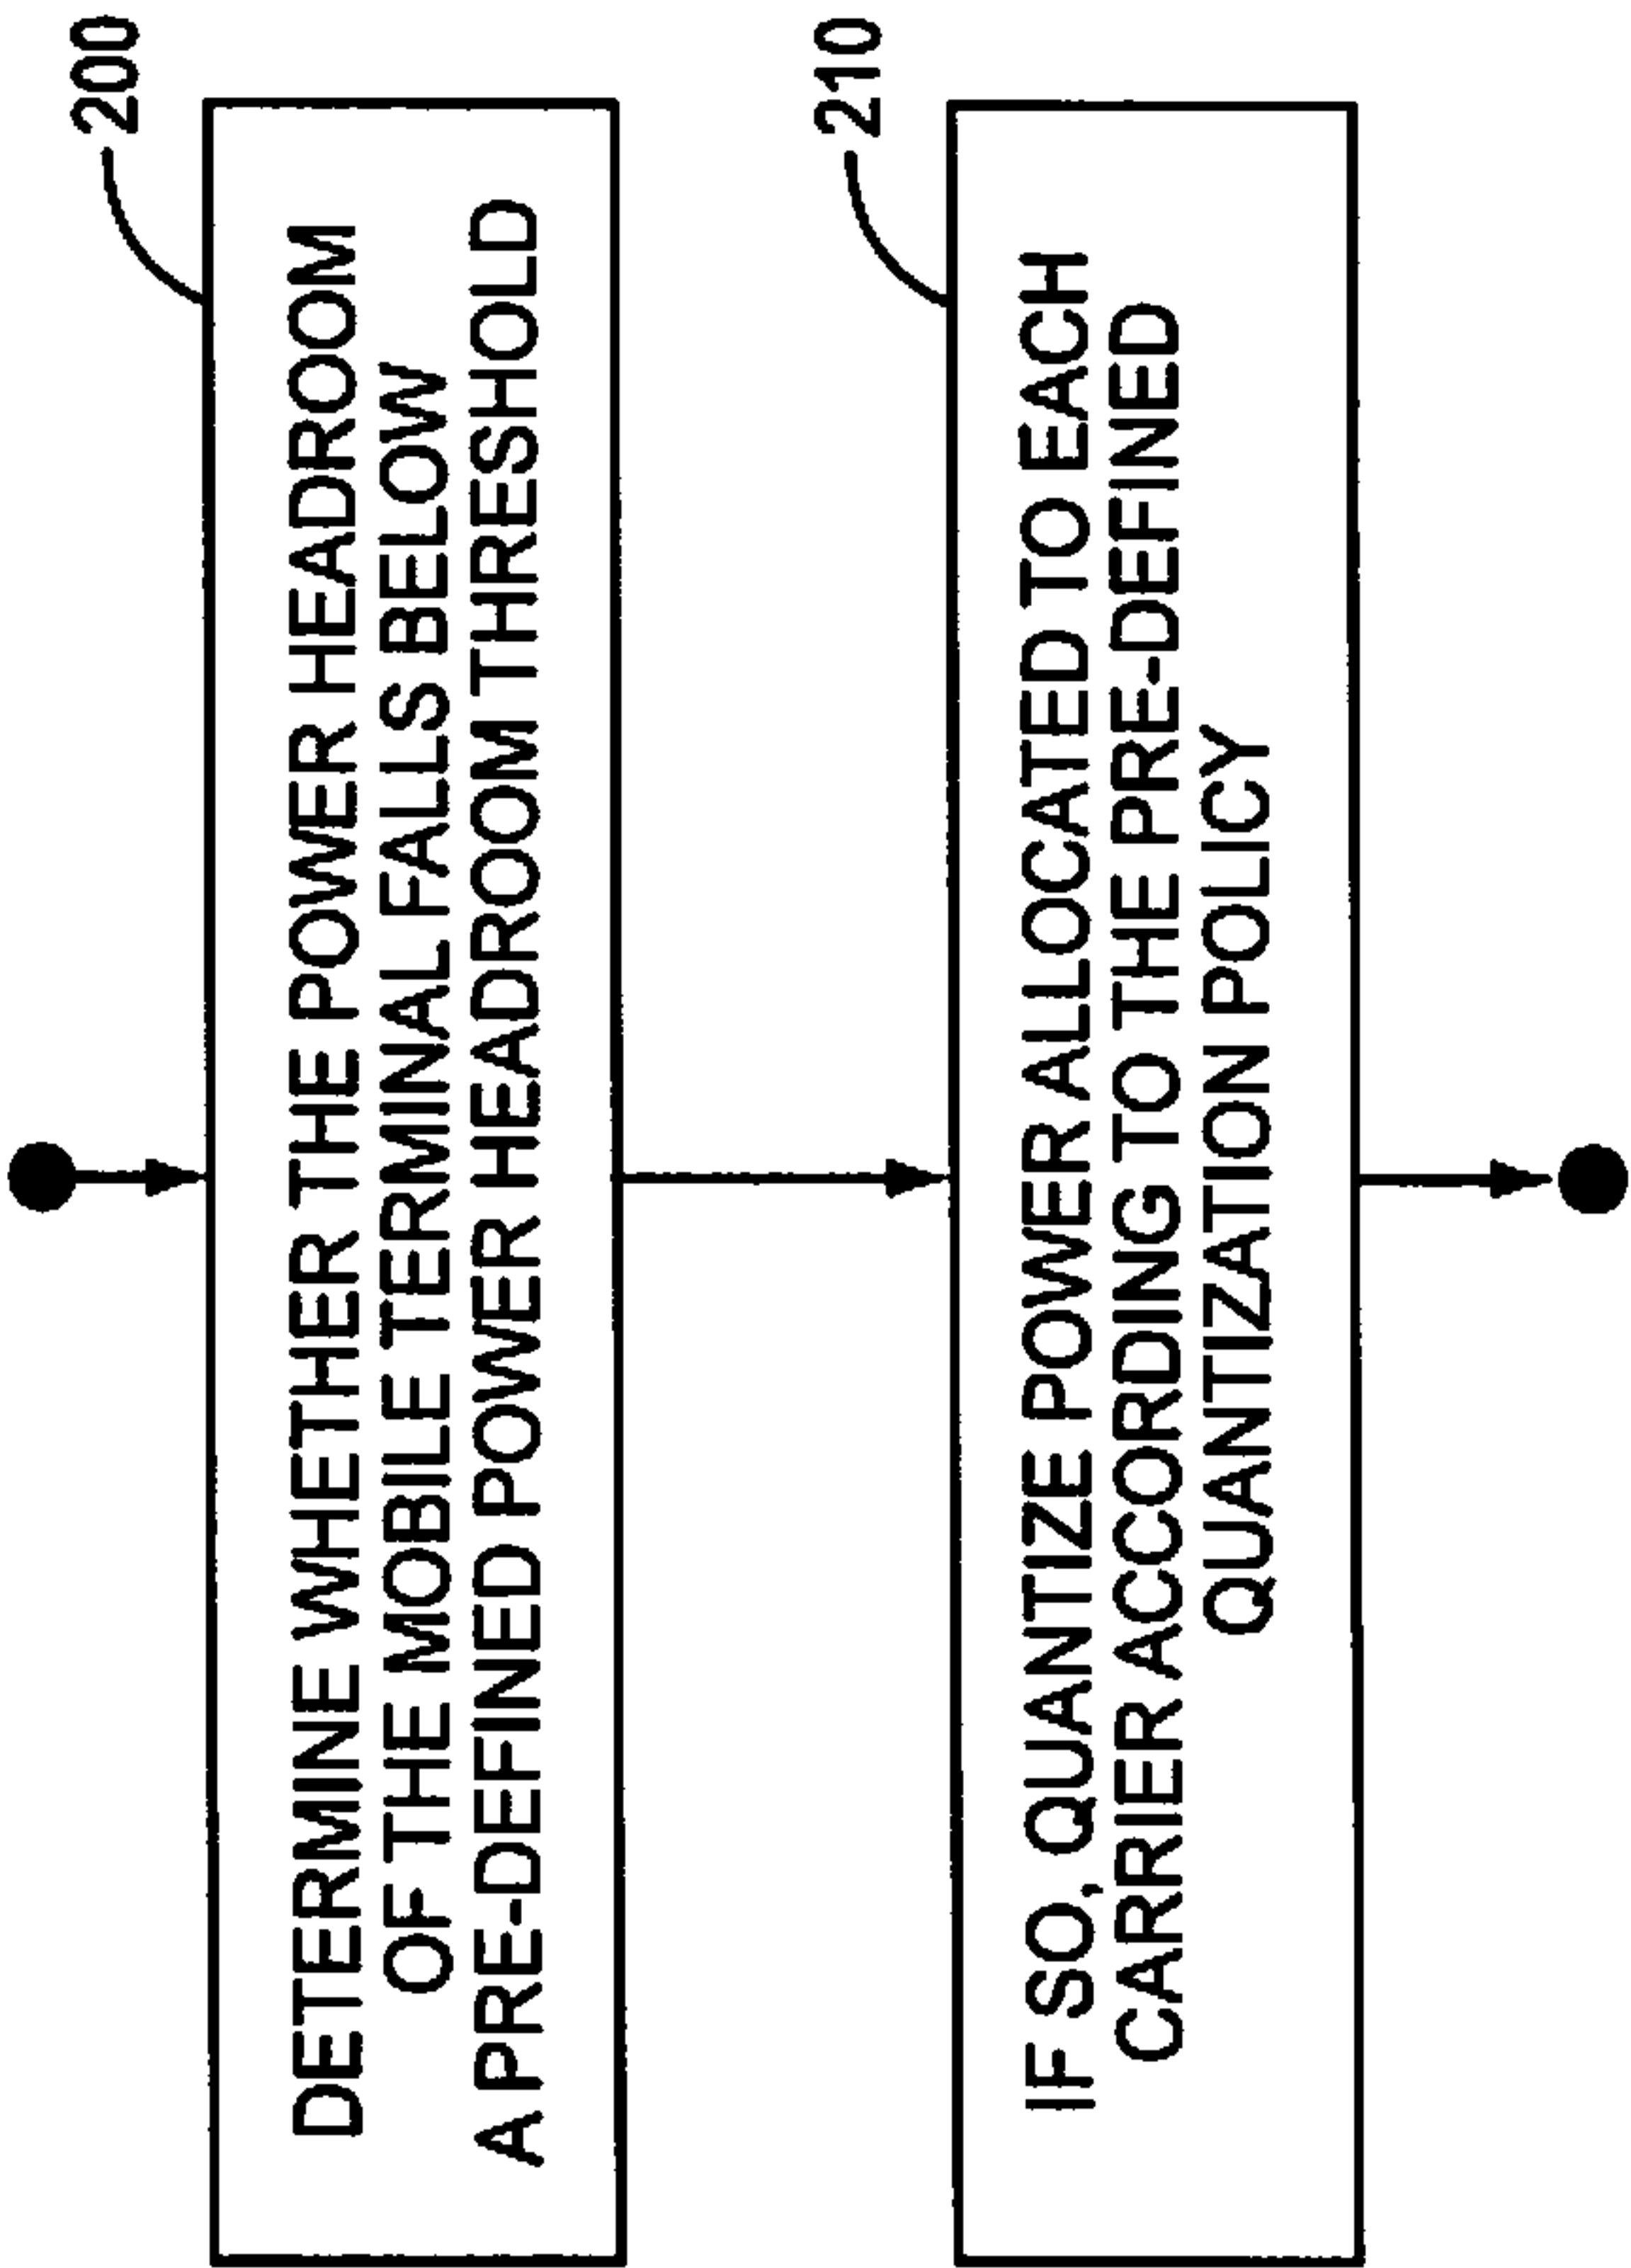 200
DETERMINE WHETHER THE POWER HEADROOM
OF THE MOBILE TERMINAL FALLS BELOW
A PRE-DEFINED POWER HEADROOM THRESHOLD
210
IF SO, QUANTIZE POWER ALLOCATED TO EACH
CARRIER ACCORDING TO THE PRE-DEFINED
QUANTIZATION POLICY